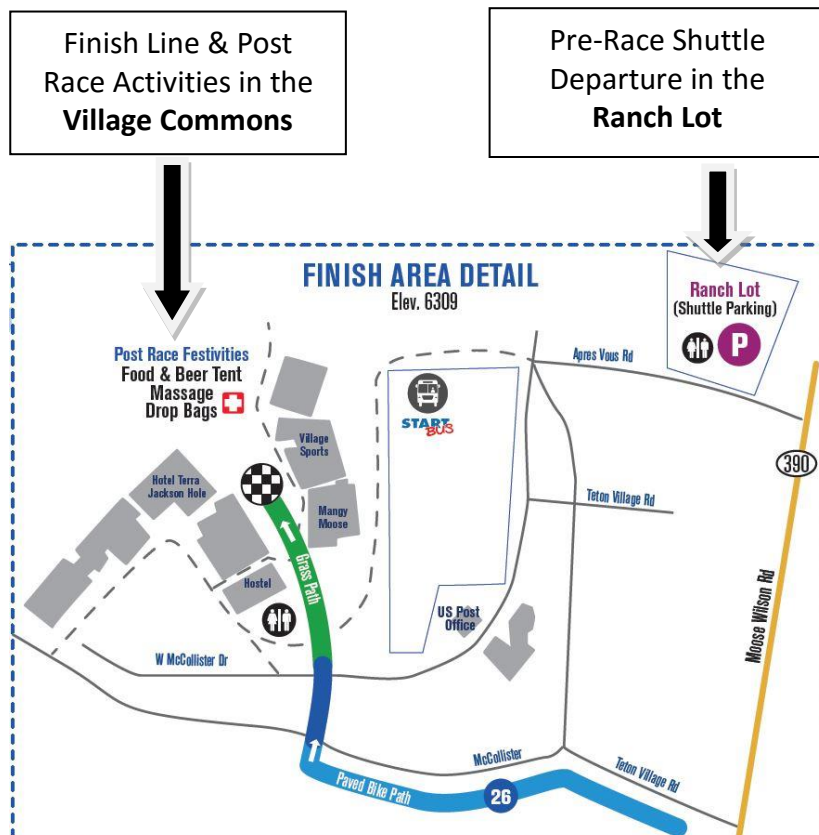 Finish Line & Post
Race Activities in the
Village Commons
Pre-Race Shuttle
Departure in the
Ranch Lot
FINISH AREA DETAIL
Elev. 6309
Ranch Lot
(Shuttle Parking)
P
Post Race Festivities
Food & Beer Tent
Massage
Drop Bags
Apres Vous Rd
START
BUS
Village
Sports
390
Hotel Terra
Jackson Hole
Mangy
Moose
Teton Village Rd
Grass Path
Hostel
US Post
Office
Moose Wilson Rd
W McCollister Dr
McCollister
Teton Village Rd
Paved Bike Path
26